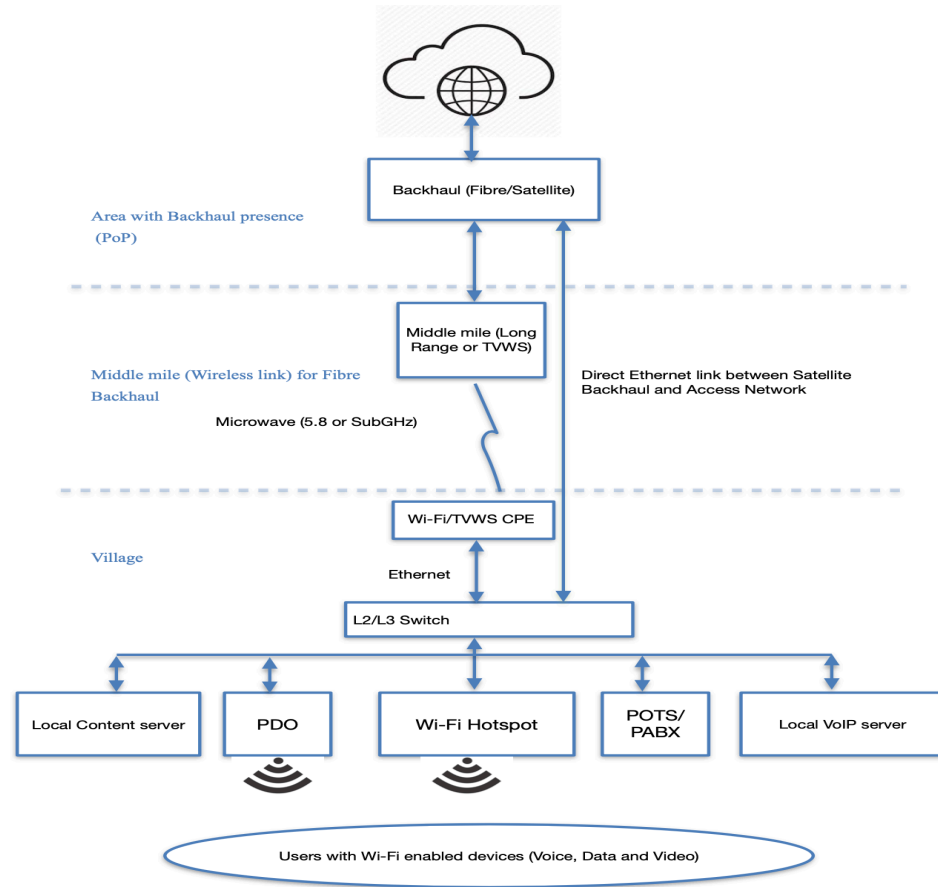 Backhaul (Fibre/Satellite)
Area with Backhaul presence
(PoP)
Middle mile (Long
Range or TVWS)
Middle mile (Wireless link) for Fibre
Backhaul
Direct Ethernet link between Satellite
Backhaul and Access Network
Microwave (5.8 or SubGHz)
Wi-Fi/TVWS CPE
Village
Ethernet
L2/L3 Switch
Local Content server
PDO
Wi-Fi Hotspot
POTS/
PABX
Local VoIP server
Users with Wi-Fi enabled devices (Voice, Data and Video)